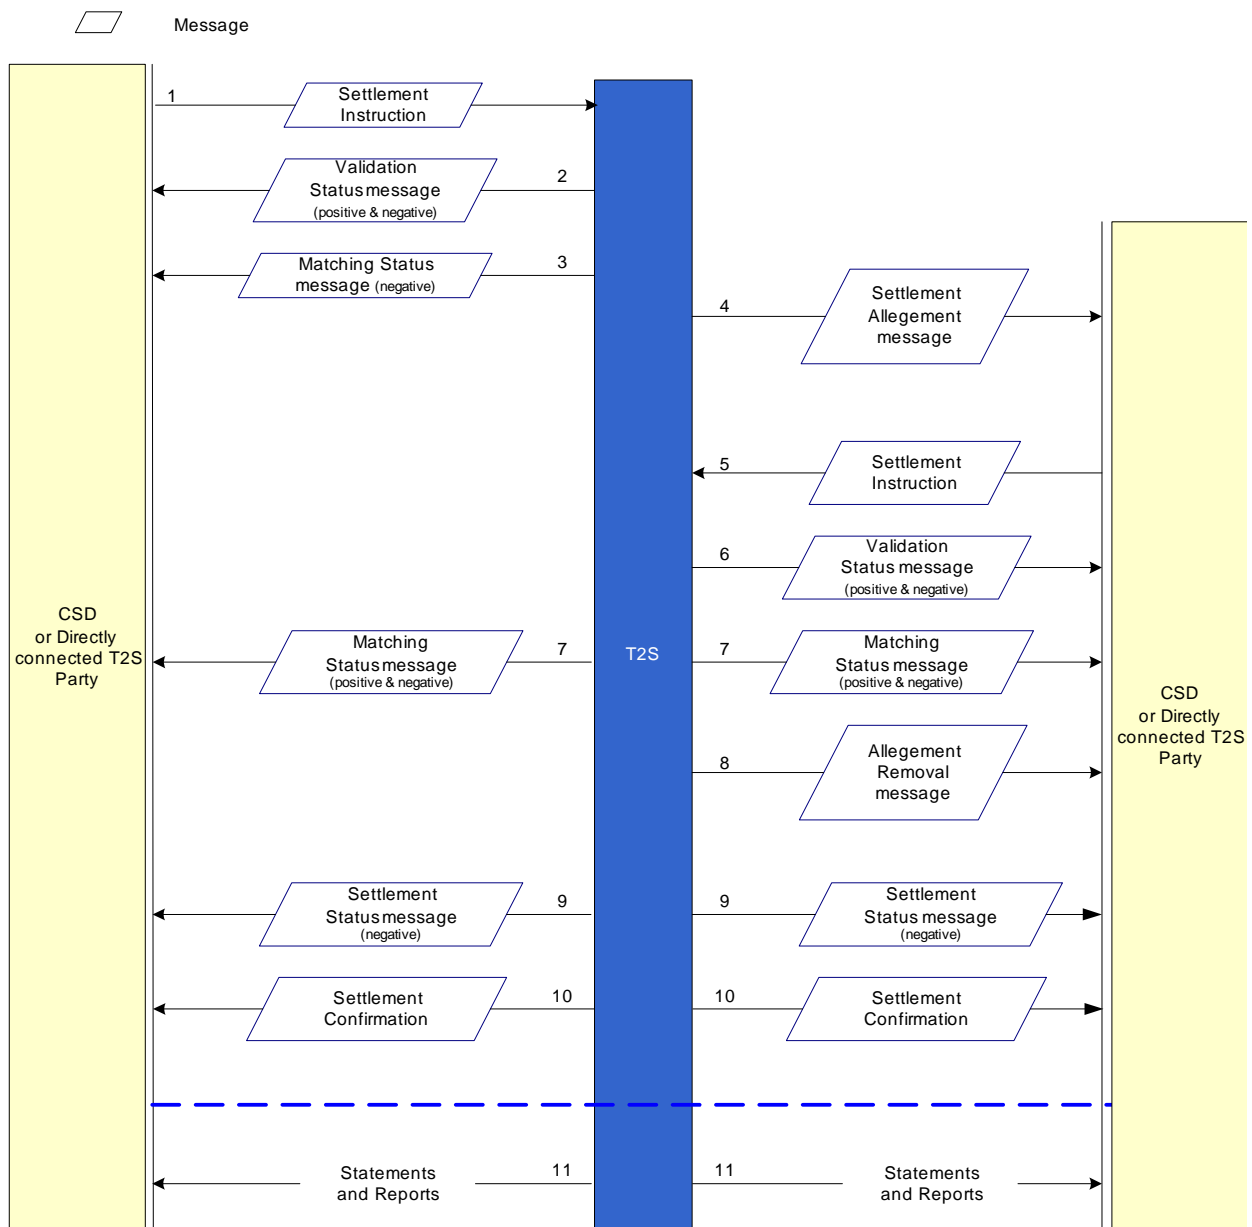 Message
1
Settlement
Instruction
Validation
Status message
(positive & negative)
2
Matching Status
message (negative)
3
4
Settlement
Allegement
message
5
Settlement
Instruction
6
Validation
Status message
(positive & negative)
CSD
or Directly
connected T2S
Party
Matching
Status message
(positive & negative)
7
T2S
7
Matching
Status message
(positive & negative)
CSD
or Directly
connected T2S
Party
8
Allegement
Removal
message
Settlement
Status message
(negative)
9
9
Settlement
Status message
(negative)
Settlement
Confirmation
10
10
Settlement
Confirmation
Statements
and Reports
11
11
Statements
and Reports